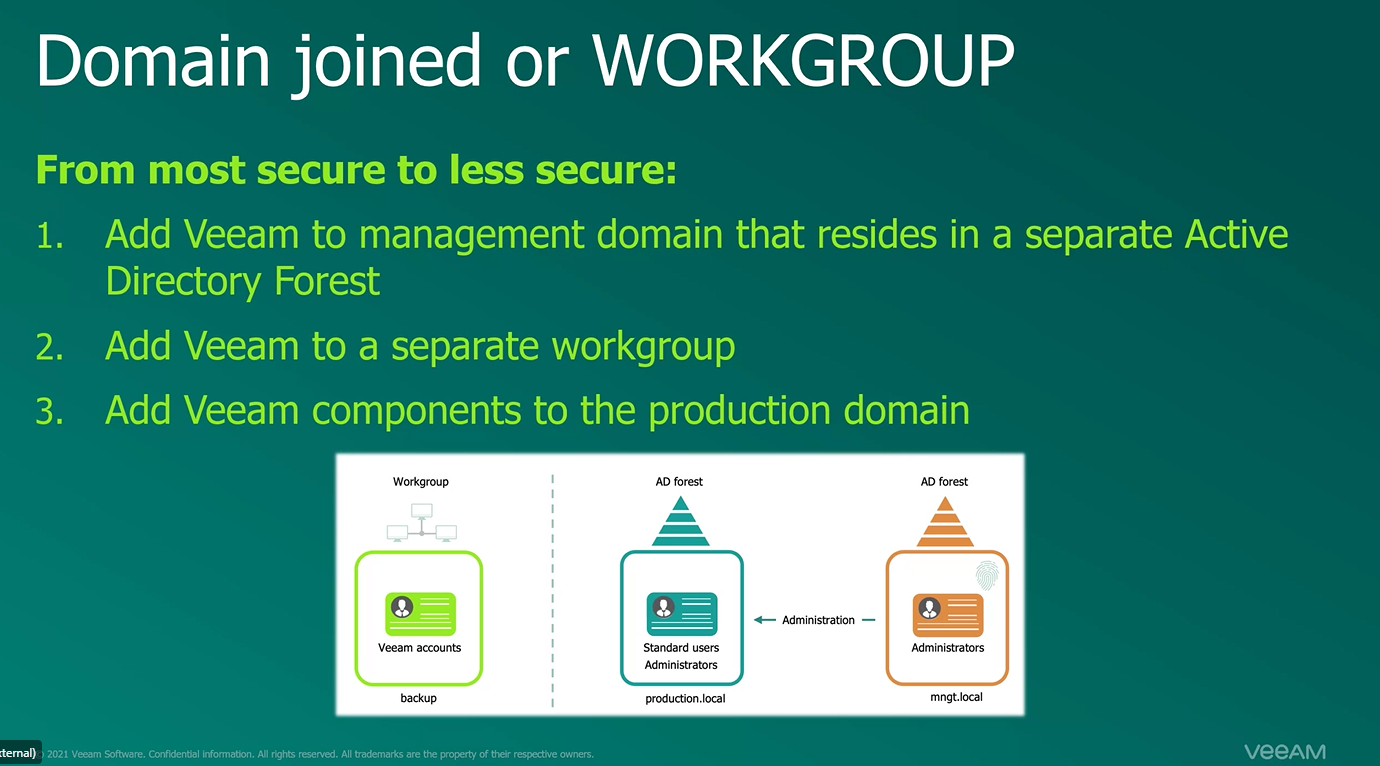 Domain joined or WORKGROUP
From most secure to less secure:
1. Add Veeam to management domain that resides in a separate Active
Directory Forest
2. Add Veeam to a separate workgroup
3. Add Veeam components to the production domain
Workgroup
AD forest
AD forest
Administration
Veeam accounts
Standard users
Administrators
Administrators
backup
production.local
mngt.local
xternal)
2021 Veeam Software. Confidential information. All rights reserved. All trademarks are the property of their respective owners.
VEEAM